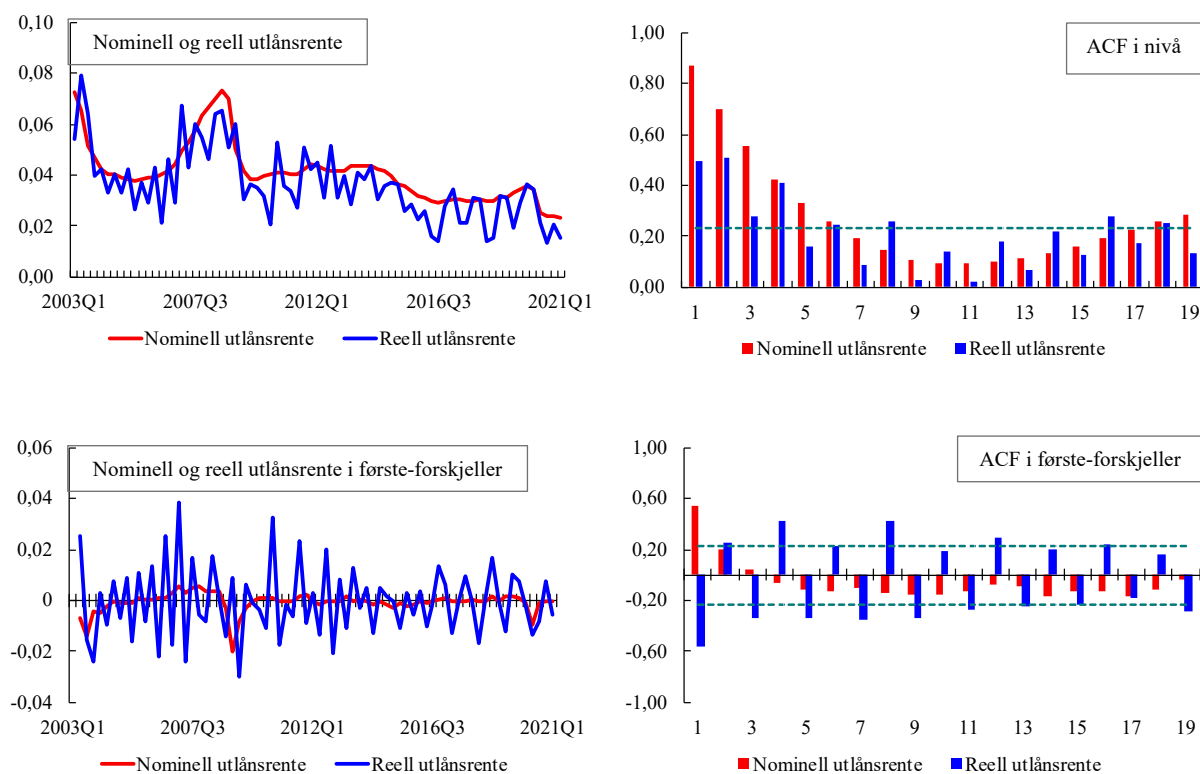 Nominell og reell utlånsrente
0,10
0,08
0,06
0,04
0,02
0,00
2003Q1 2007Q3 2012Q1 2016Q3 2021Q1
Nominell utlånsrente Reell utlånsrente
ACF i nivå
1,00
0,80
0,60
0,40
0,20
0,00
1 3 5 7 9 11 13 15 17 19
Nominell utlånsrente Reell utlånsrente
Nominell og reell utlånsrente i første-forskjeller
0,06
0,04
0,02
0
-0,02
-0,04
2003Q1 2007Q3 2012Q1 2016Q3 2021Q1
Nominell utlånsrente Reell utlånsrente
ACF i første-forskjeller
1,00
0,60
0,20
-0,20
-0,60
-1,00
1 3 5 7 9 11 13 15 17 19
Nominell utlånsrente Reell utlånsrente